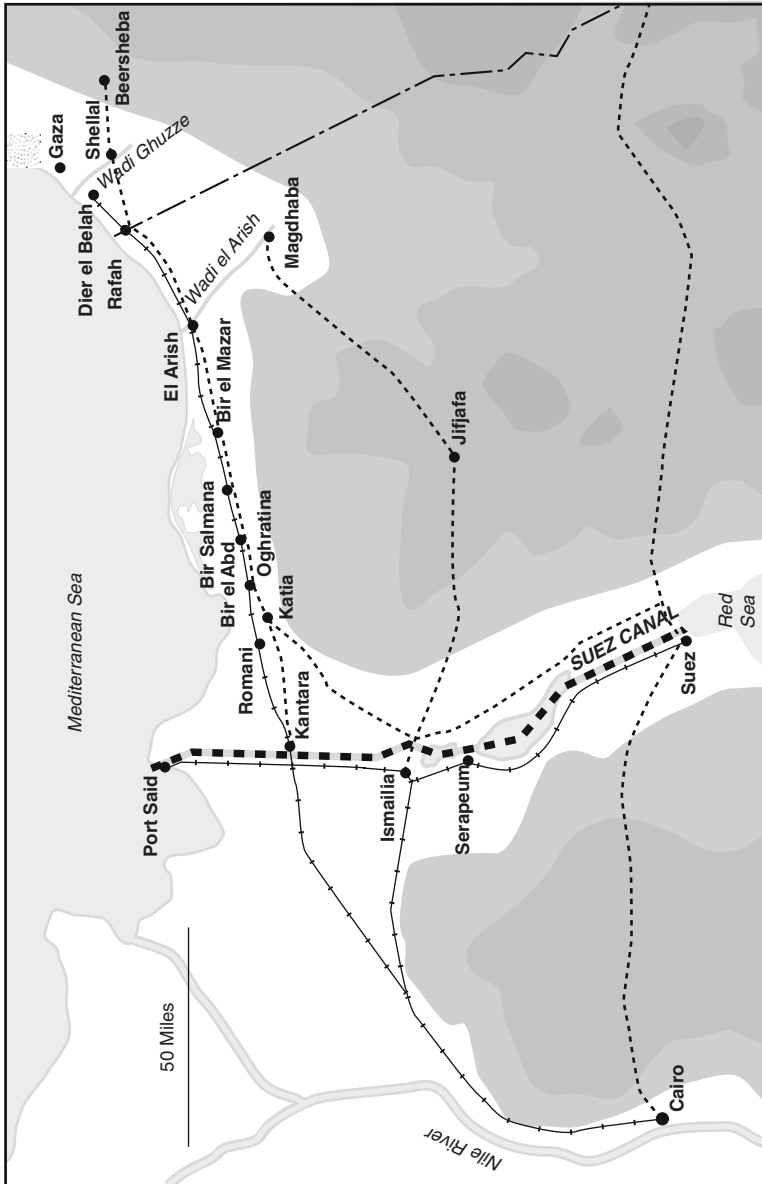 Mediterranean Sea
Gaza
Beersheba
Shellal
Wadi Ghuzze
Dier el Belah
Rafah
Wadi el Arish
Magdhaba
El Arish
Bir el Mazar
Jifjafa
Bir Salmana
Bir el Abd
Oghratina
Katia
Romani
Kantara
Port Said
SUEZ CANAL
Red
Sea
Suez
Ismailia
Serapeum
50 Miles
Nile River
Cairo